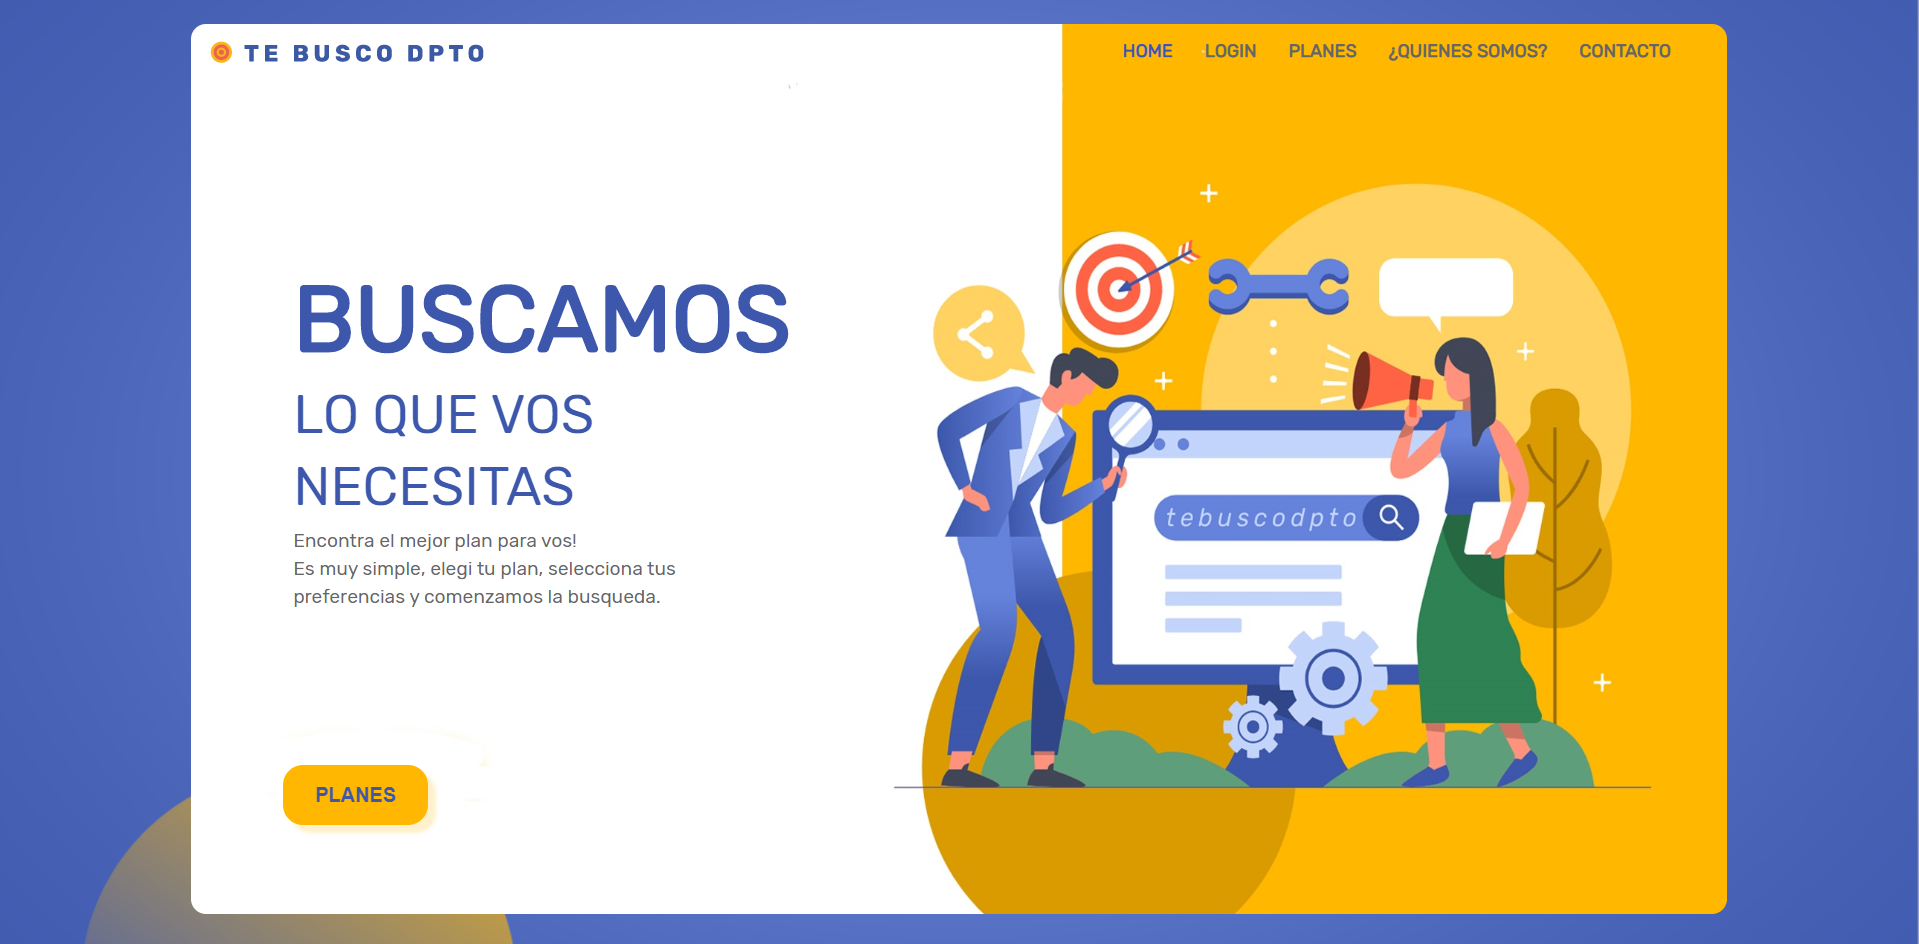 TE BUSCO DPTO
HOME LOGIN PLANES ¿QUIENES SOMOS? CONTACTO
BUSCAMOS
LO QUE VOS
NECESITAS
Encontra el mejor plan para vos!
Es muy simple, elegi tu plan, selecciona tus
preferencias y comenzamos la busqueda.
PLANES
tebuscodpto